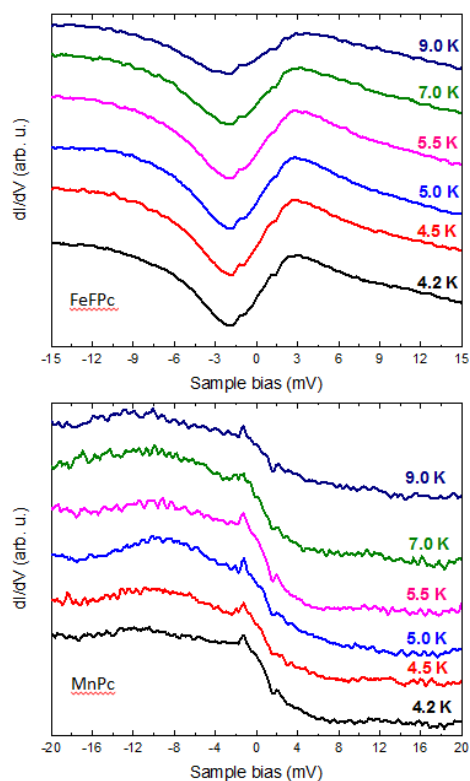 9.0 K
7.0 K
5.5 K
5.0 K
4.5 K
4.2 K
dI/dV (arb. u.)
FeFPc
-15 -12 -9 -6 -3 0 3 6 9 12 15
Sample bias (mV)
9.0 K
7.0 K
5.5 K
5.0 K
4.5 K
4.2 K
dI/dV (arb. u.)
MnPc
-20 -16 -12 -8 -4 0 4 8 12 16 20
Sample bias (mV)